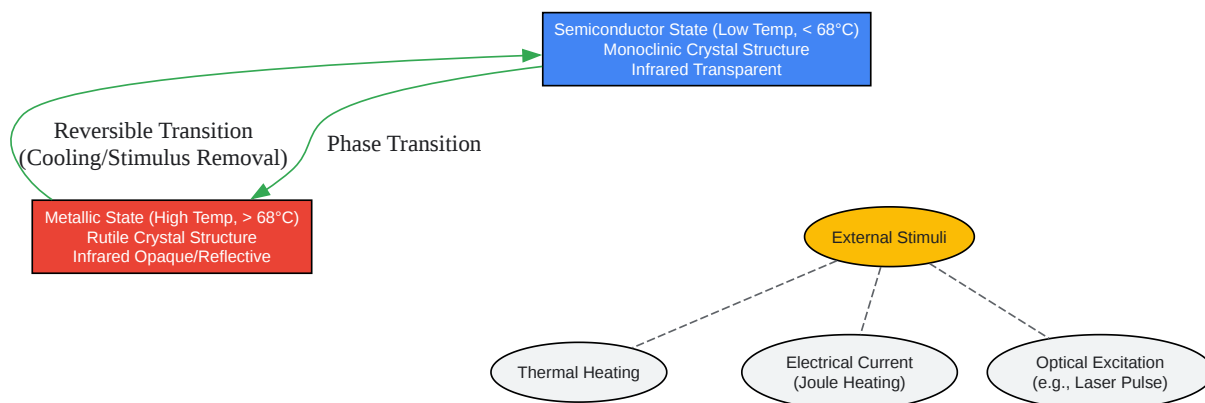 Semiconductor State (Low Temp, < 68°C)
Monoclinic Crystal Structure
Infrared Transparent
Reversible Transition
(Cooling/Stimulus Removal)
Phase Transition
Metallic State (High Temp, > 68°C)
Rutile Crystal Structure
Infrared Opaque/Reflective
External Stimuli
Thermal Heating
Electrical Current
(Joule Heating)
Optical Excitation
(e.g., Laser Pulse)